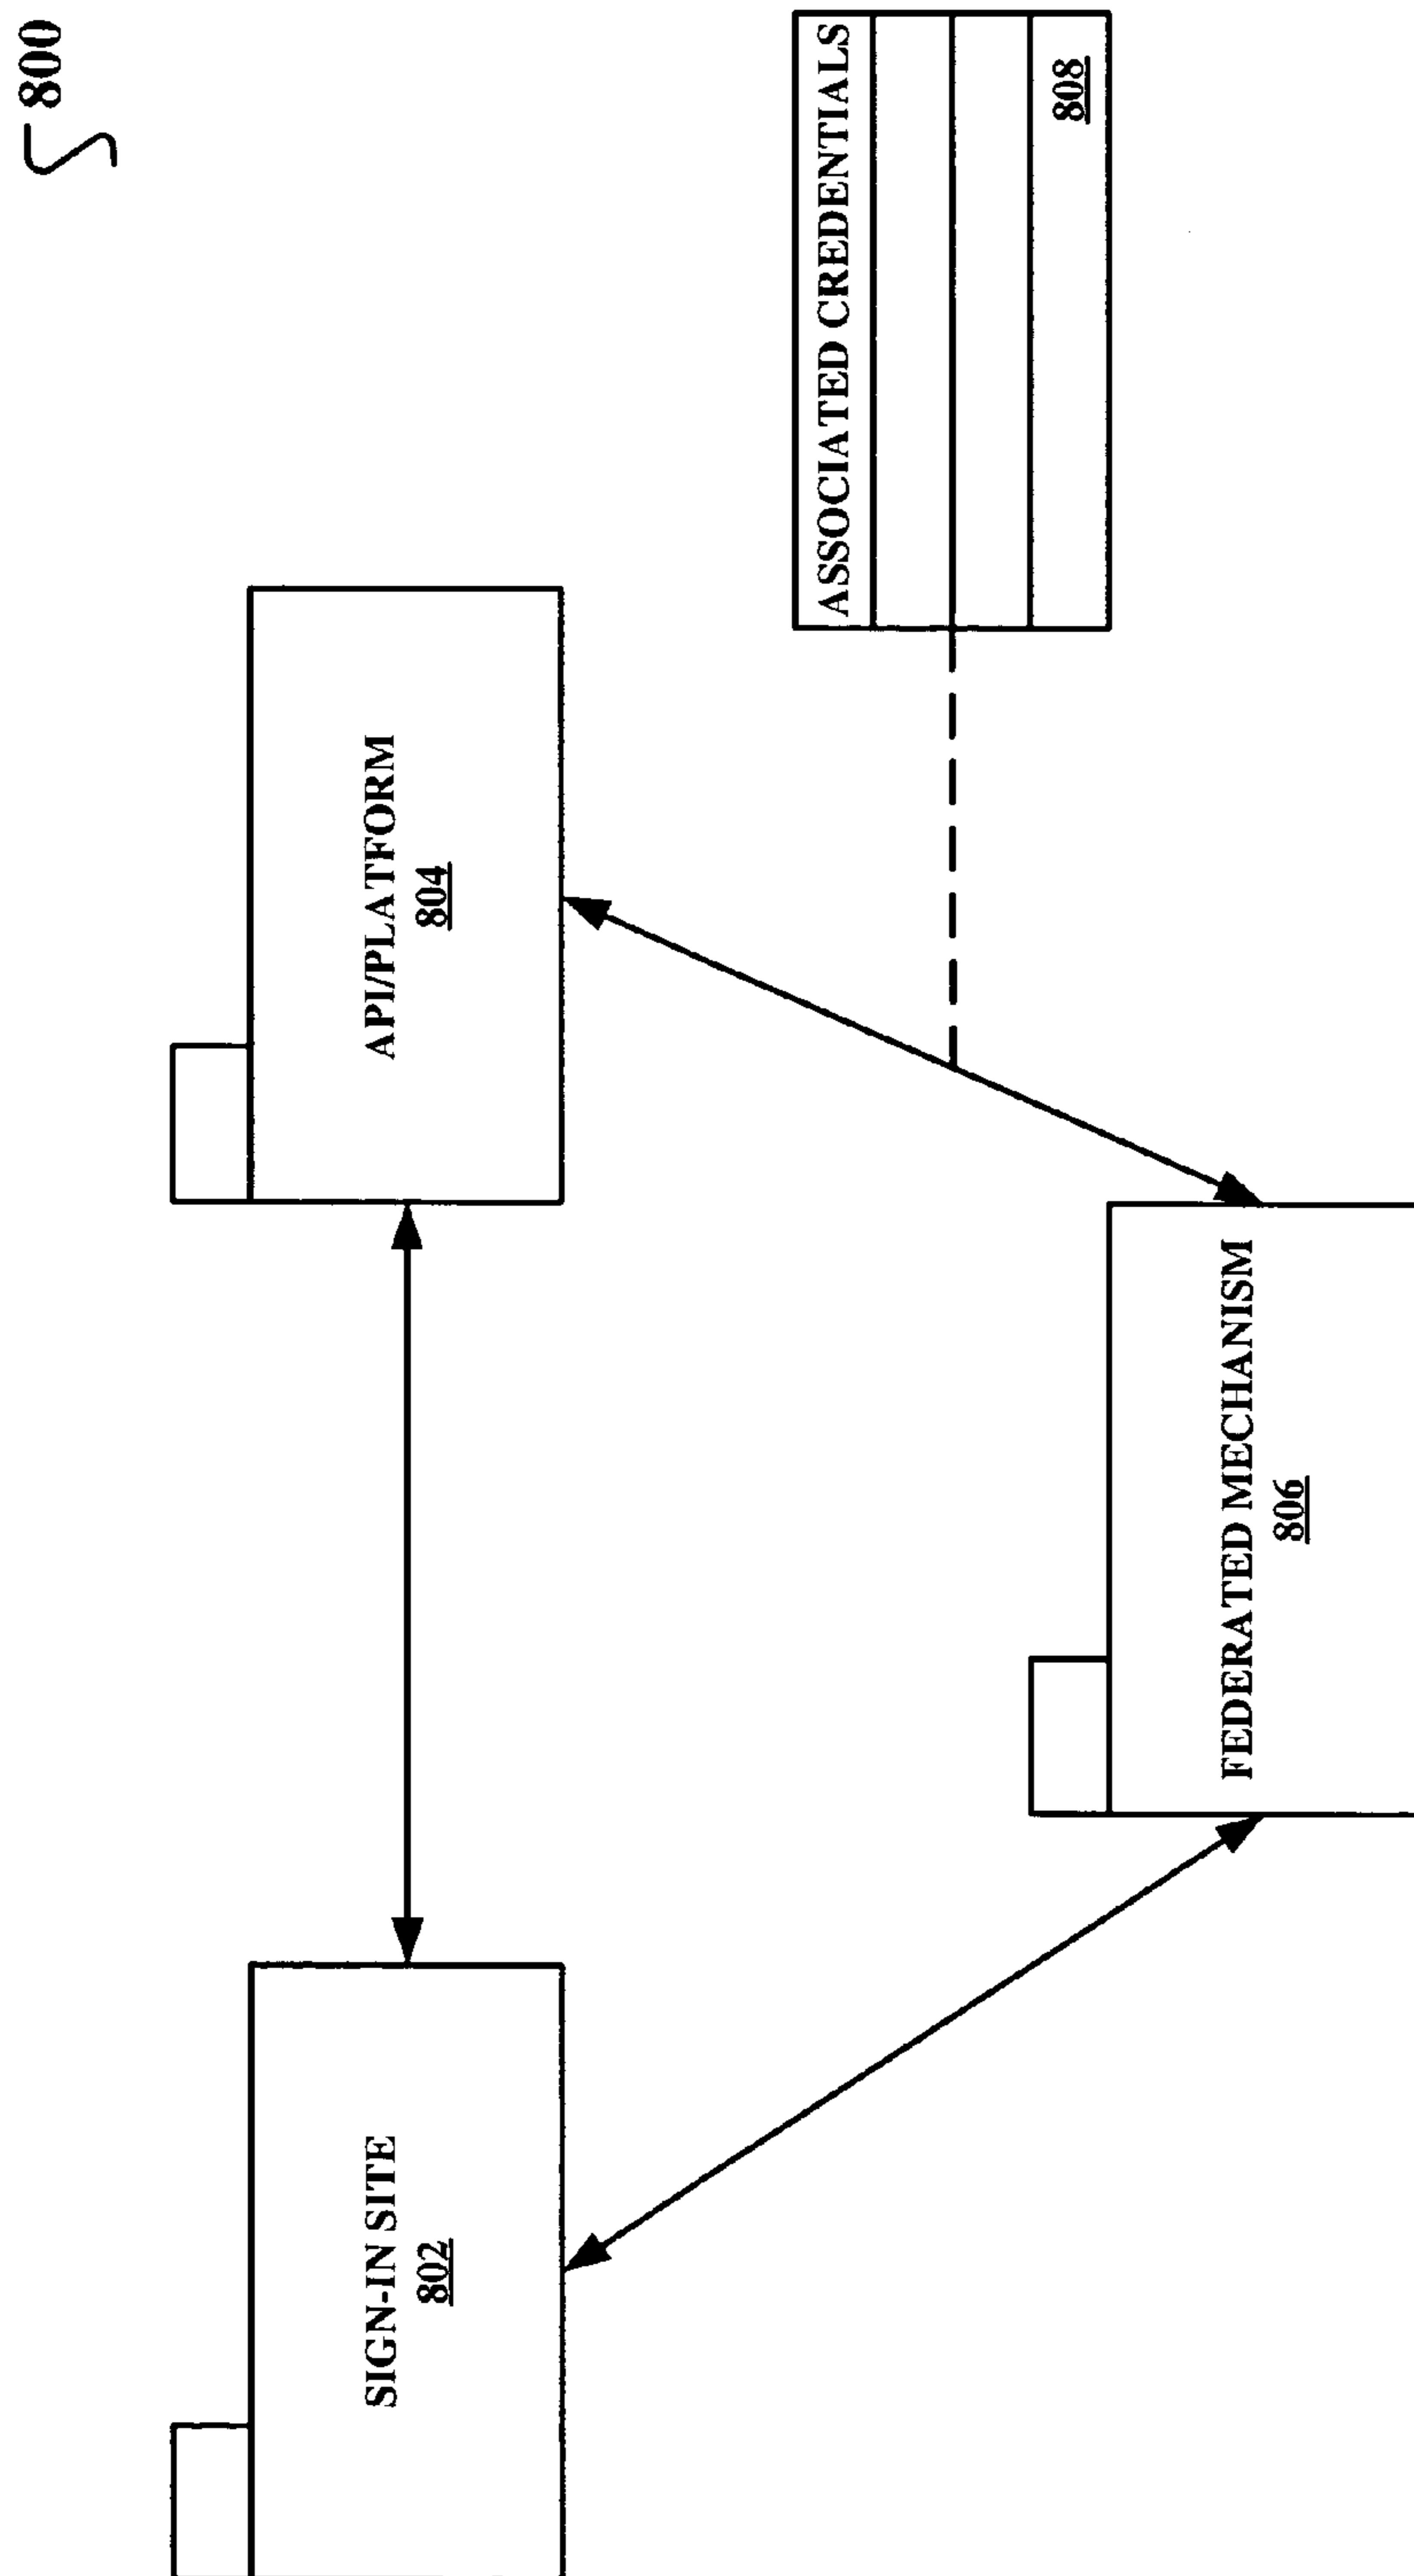 800
SIGN-IN SITE
802
API/PLATFORM
804
ASSOCIATED CREDENTIALS
808
FEDERATED MECHANISM
806